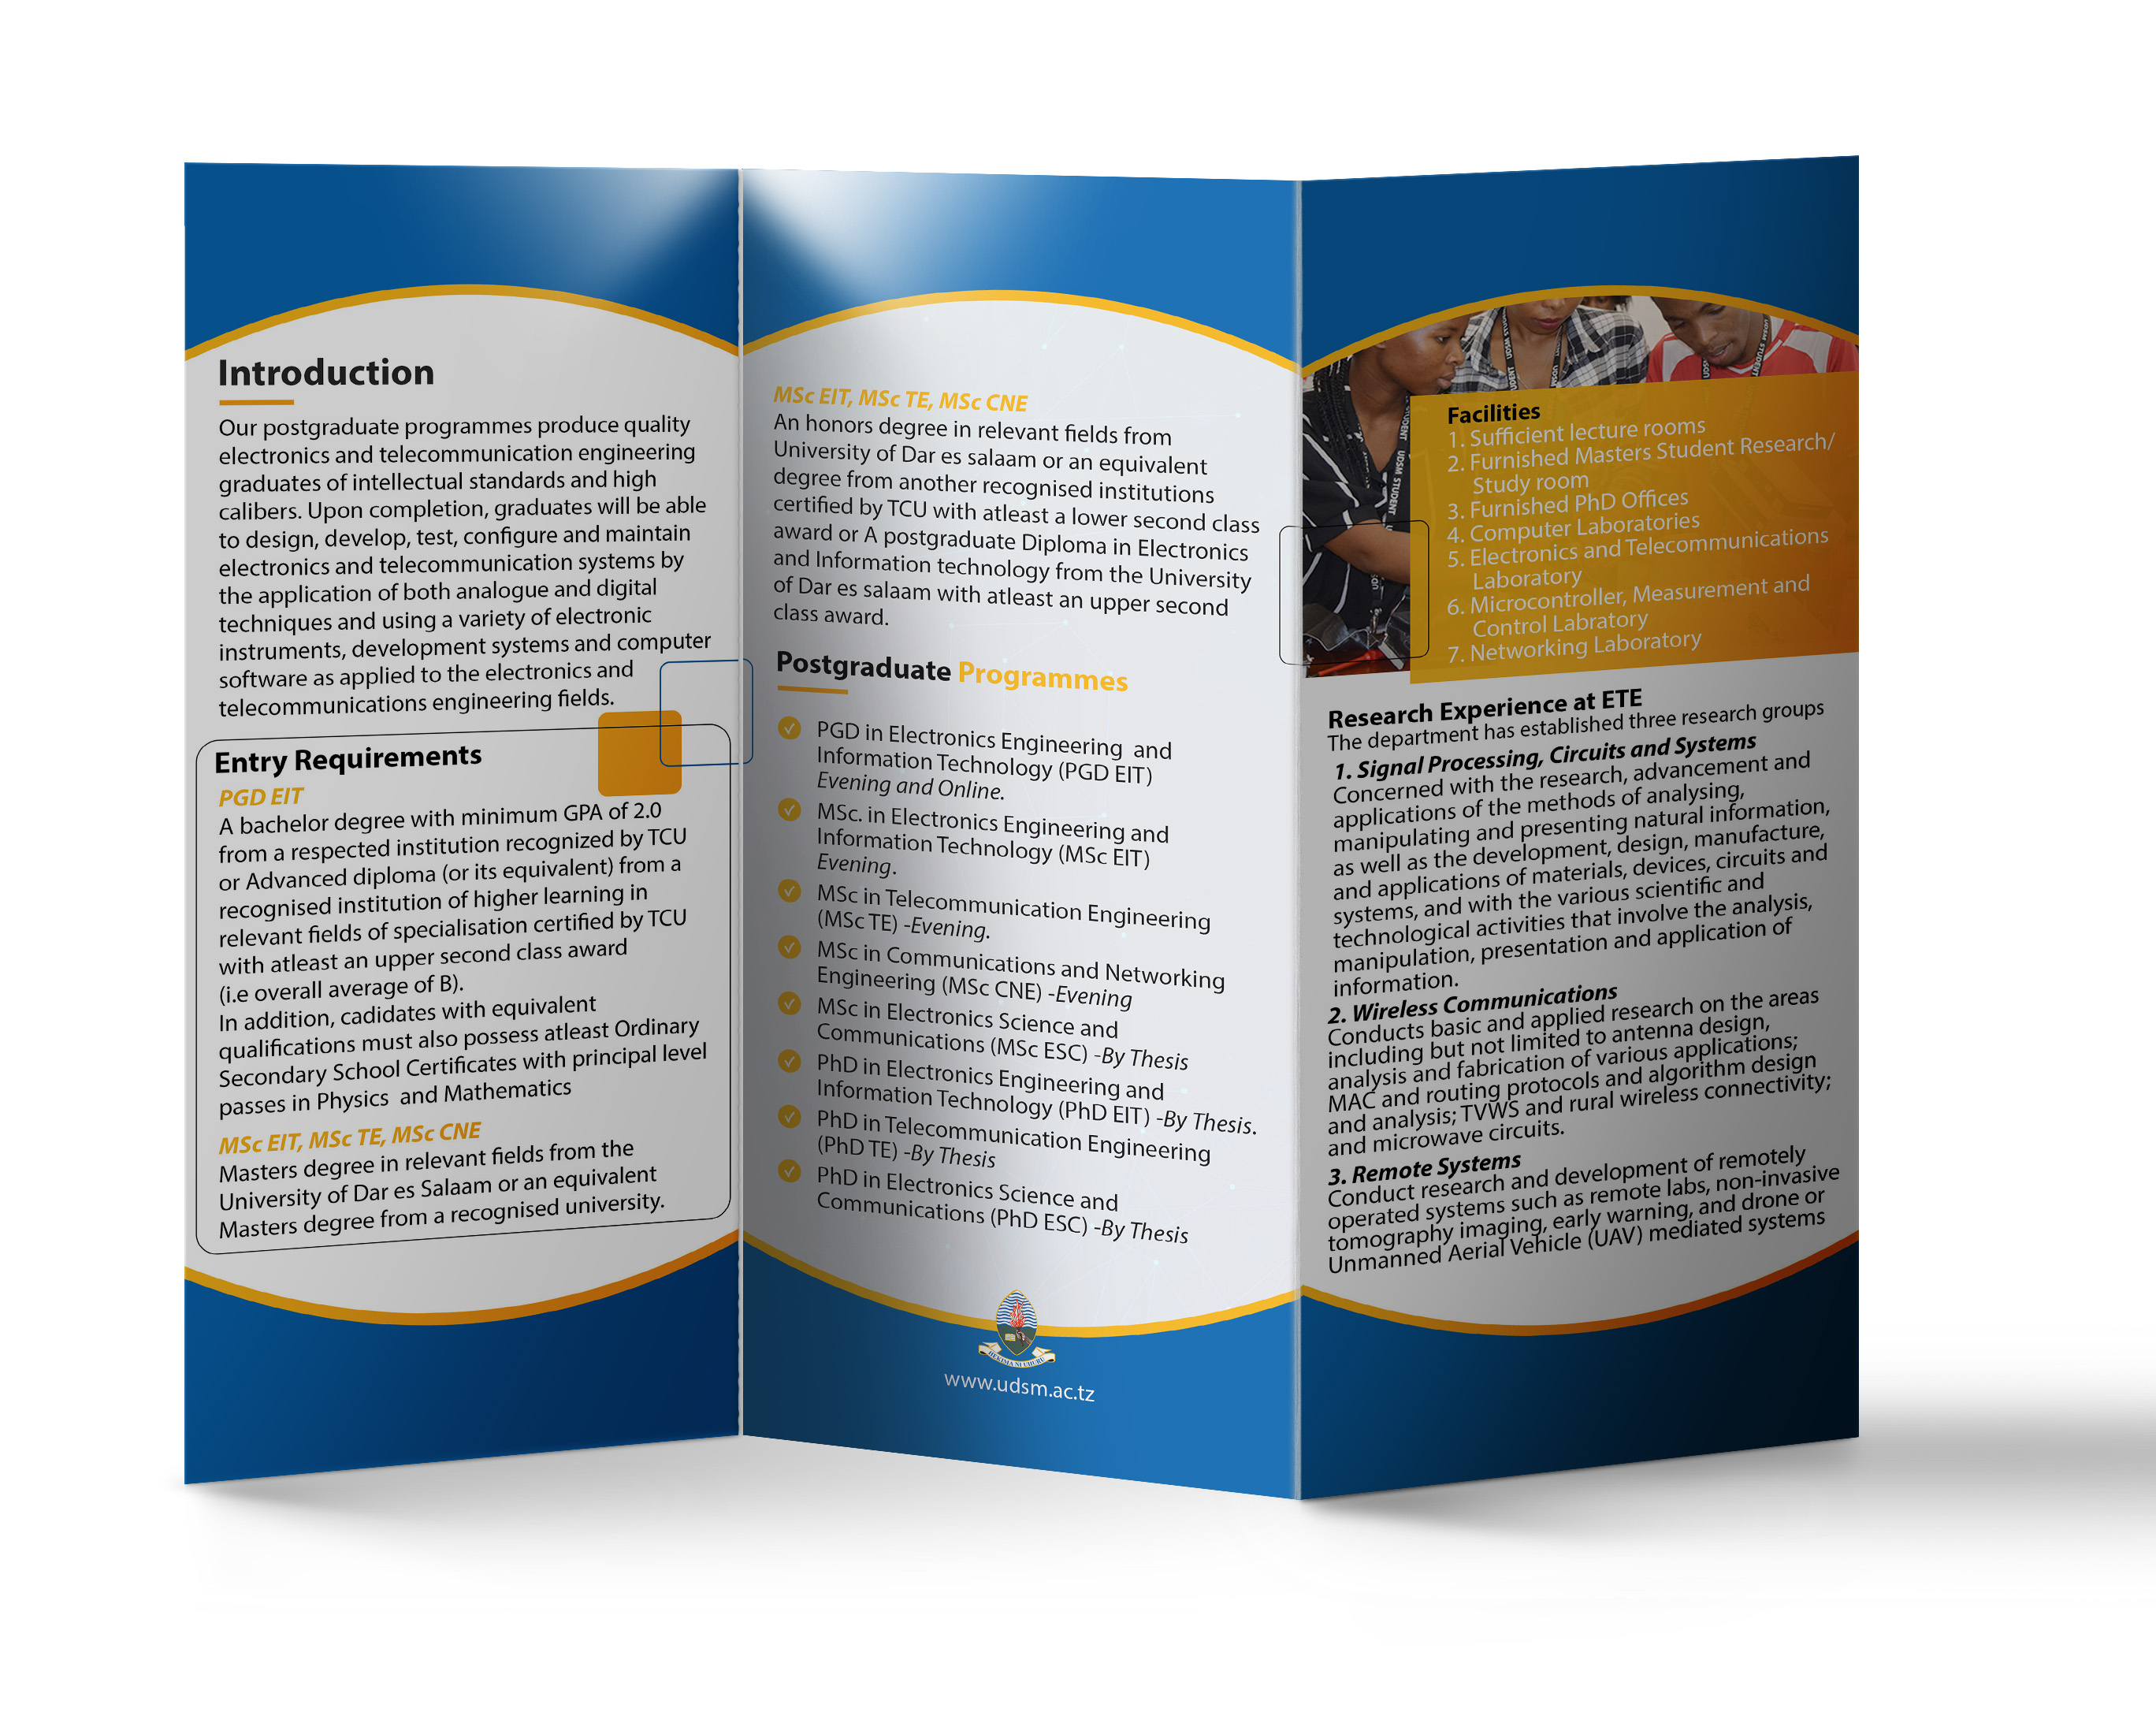 Introduction
Our postgraduate programmes produce quality
electronics and telecommunication engineering
graduates of intellectual standards and high
calibers. Upon completion, graduates will be able
to design, develop, test, configure and maintain
electronics and telecommunication systems by
the application of both analogue and digital
techniques and using a variety of electronic
instruments, development systems and computer
software as applied to the electronics and
telecommunications engineering fields.
Entry Requirements
PGD EIT
A bachelor degree with minimum GPA of 2.0
from a respected institution recognized by TCU
or Advanced diploma (or its equivalent) from a
recognised institution of higher learning in
relevant fields of specialisation certified by TCU
with atleast an upper second class award
(i.e overall average of B).
In addition, cadidates with equivalent
qualifications must also possess atleast Ordinary
Secondary School Certificates with principal level
passes in Physics and Mathematics
MSc EIT, MSc TE, MSc CNE
Masters degree in relevant fields from the
University of Dar es Salaam or an equivalent
Masters degree from a recognised university.
MSc EIT, MSc TE, MSc CNE
An honors degree in relevant fields from
University of Dar es salaam or an equivalent
degree from another recognised institutions
certified by TCU with atleast a lower second class
award or A postgraduate Diploma in Electronics
and Information technology from the University
of Dar es salaam with atleast an upper second
class award.
Postgraduate Programmes
PGD in Electronics Engineering and
Information Technology (PGD EIT)
Evening and Online.
MSc. in Electronics Engineering and
Information Technology (MSc EIT)
Evening.
MSc in Telecommunication Engineering
(MSc TE) -Evening.
MSc in Communications and Networking
Engineering (MSc CNE) -Evening
MSc in Electronics Science and
Communications (MSc ESC) -By Thesis
PhD in Electronics Engineering and
Information Technology (PhD EIT) -By Thesis.
PhD in Telecommunication Engineering
(PhD TE) -By Thesis
PhD in Electronics Science and
Communications (PhD ESC) -By Thesis
HEKIMA NI UHURU
www.udsm.ac.tz
UDSM STUDENT
UDSM STUDENT
Facilities
1. Sufficient lecture rooms
2. Furnished Masters Student Research/
Study room
3. Furnished PhD Offices
4. Computer Laboratories
5. Electronics and Telecommunications
Laboratory
6. Microcontroller, Measurement and
Control Labratory
7. Networking Laboratory
Research Experience at ETE
The department has established three research groups
1. Signal Processing, Circuits and Systems
Concerned with the research, advancement and
applications of the methods of analysing,
manipulating and presenting natural information,
as well as the development, design, manufacture,
and applications of materials, devices, circuits and
systems, and with the various scientific and
technological activities that involve the analysis,
manipulation, presentation and application of
information.
2. Wireless Communications
Conducts basic and applied research on the areas
including but not limited to antenna design,
analysis and fabrication of various applications;
MAC and routing protocols and algorithm design
and analysis; TVWS and rural wireless connectivity;
and microwave circuits.
3. Remote Systems
Conduct research and development of remotely
operated systems such as remote labs, non-invasive
tomography imaging, early warning, and drone or
Unmanned Aerial Vehicle (UAV) mediated systems